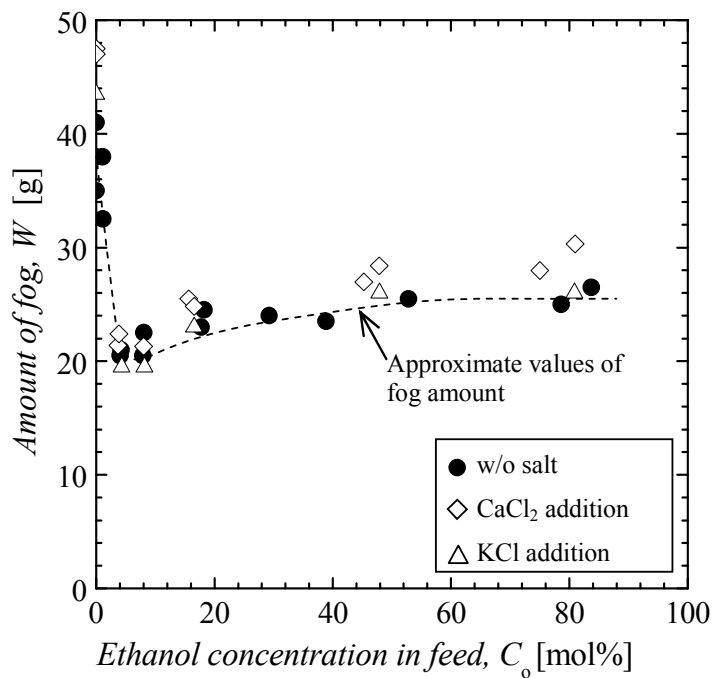 50
40
30
20
10
0
Amount of fog, W [g]
Approximate values of
fog amount
w/o salt
CaCl₂ addition
KCl addition
0 20 40 60 80 100
Ethanol concentration in feed, Cₒ [mol%]